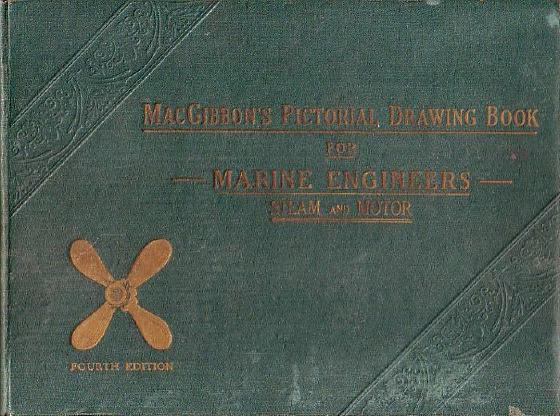 MacGibbon's Pictorial Drawing Book
FOR
MARINE ENGINEERS
STEAM AND MOTOR
FOURTH EDITION